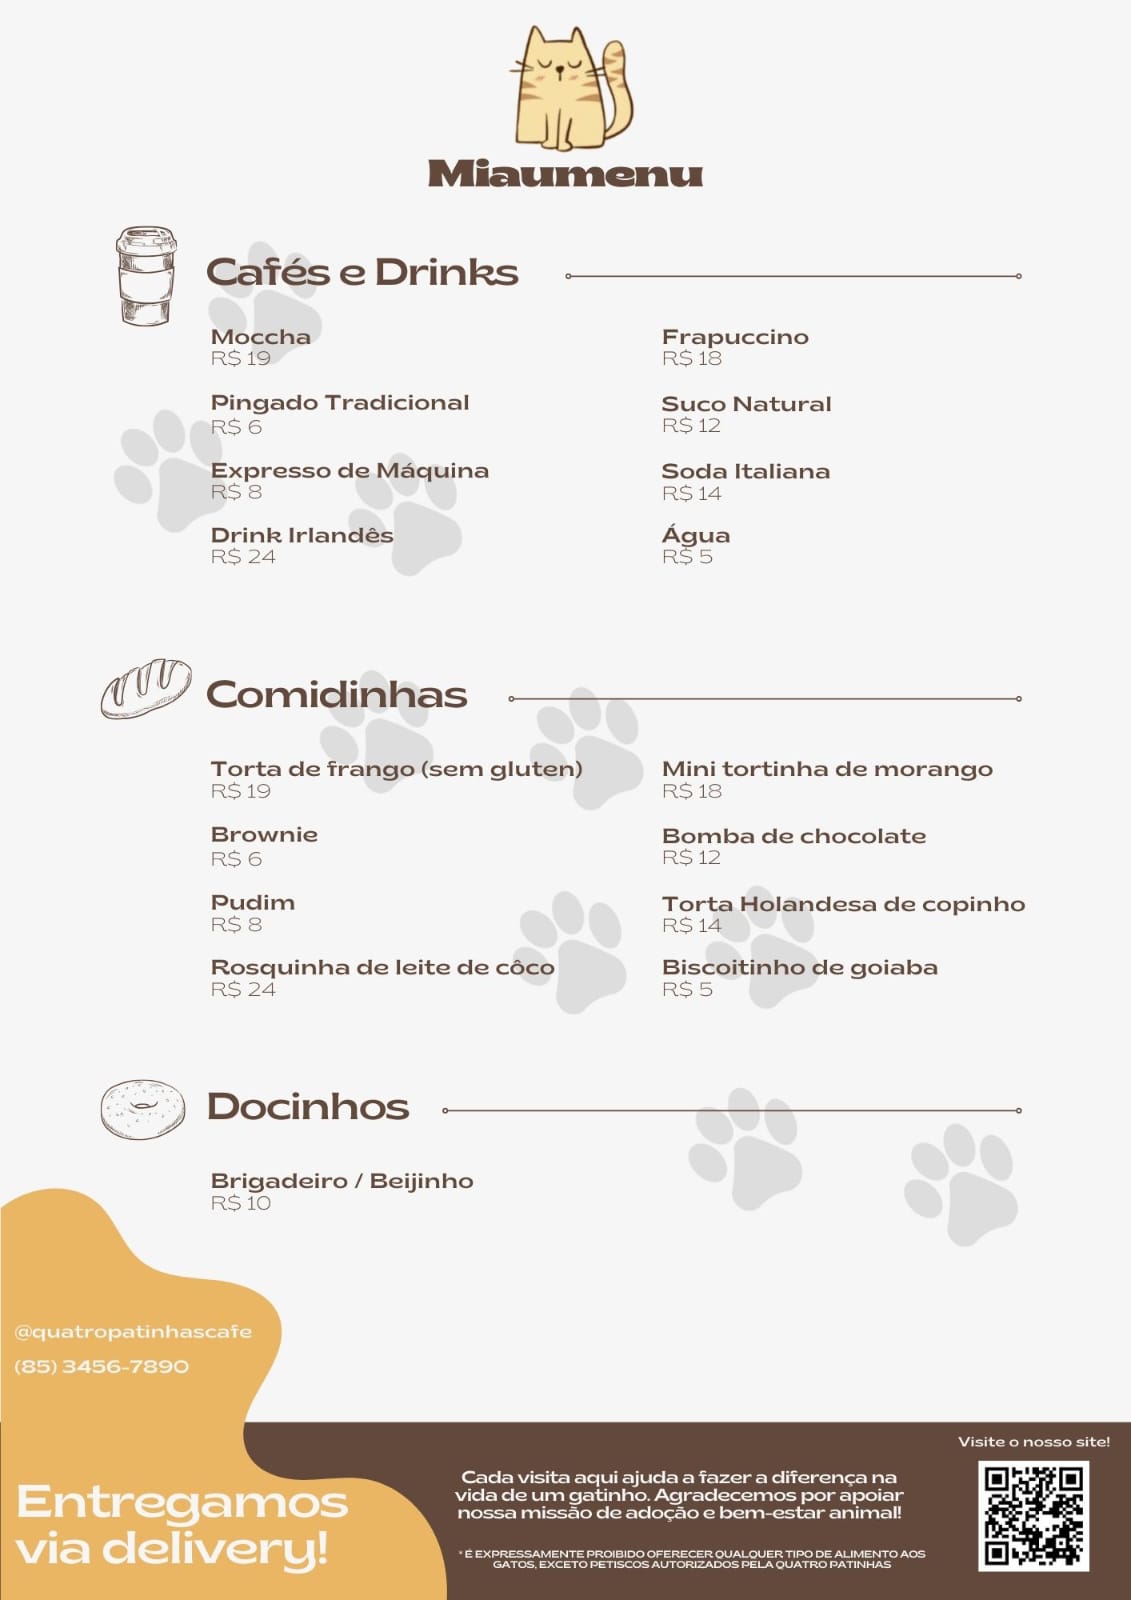 Miaumenu
Cafés e Drinks
Moccha
R$ 19
Pingado Tradicional
R$ 6
Expresso de Máquina
R$ 8
Drink Irlandês
R$ 24
Frapuccino
R$ 18
Suco Natural
R$ 12
Soda Italiana
R$ 14
Água
R$ 5
Comidinhas
Torta de frango (sem gluten)
R$ 19
Brownie
R$ 6
Pudim
R$ 8
Rosquinha de leite de côco
R$ 24
Mini tortinha de morango
R$ 18
Bomba de chocolate
R$ 12
Torta Holandesa de copinho
R$ 14
Biscoitinho de goiaba
R$ 5
Docinhos
Brigadeiro / Beijinho
R$ 10
@quatropatinhascafe
(85) 3456-7890
Entregamos
via delivery!
Cada visita aqui ajuda a fazer a diferença na
vida de um gatinho. Agradecemos por apoiar
nossa missão de adoção e bem-estar animal!
* É EXPRESSAMENTE PROIBIDO OFERECER QUALQUER TIPO DE ALIMENTO AOS
GATOS, EXCETO PETISCOS AUTORIZADOS PELA QUATRO PATINHAS
Visite o nosso site!